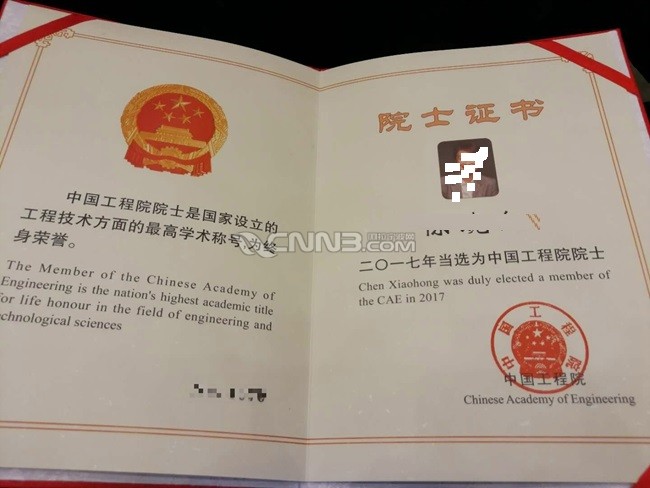 中国工程院院士是国家设立的
工程技术方面的最高学术称号，为终
身荣誉。
The Member of the Chinese Academy of
Engineering is the nation's highest academic title
for life honour in the field of engineering and
technological sciences
院士证书
二〇一七年当选为中国工程院院士
Chen Xiaohong was duly elected a member of
the CAE in 2017
中国工程院
中国工程院
Chinese Academy of Engineering
CNN3.COM